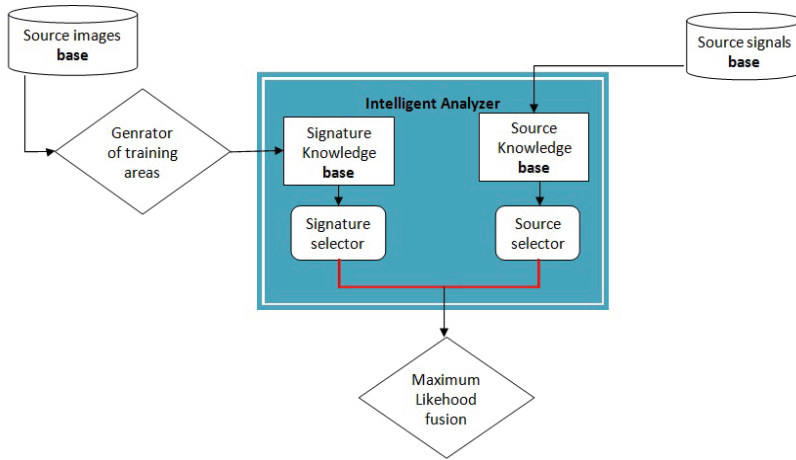 Source images
base
Source signals
base
Intelligent Analyzer
Genrator
of training
areas
Signature
Knowledge
base
Source
Knowledge
base
Signature
selector
Source
selector
Maximum
Likehood
fusion